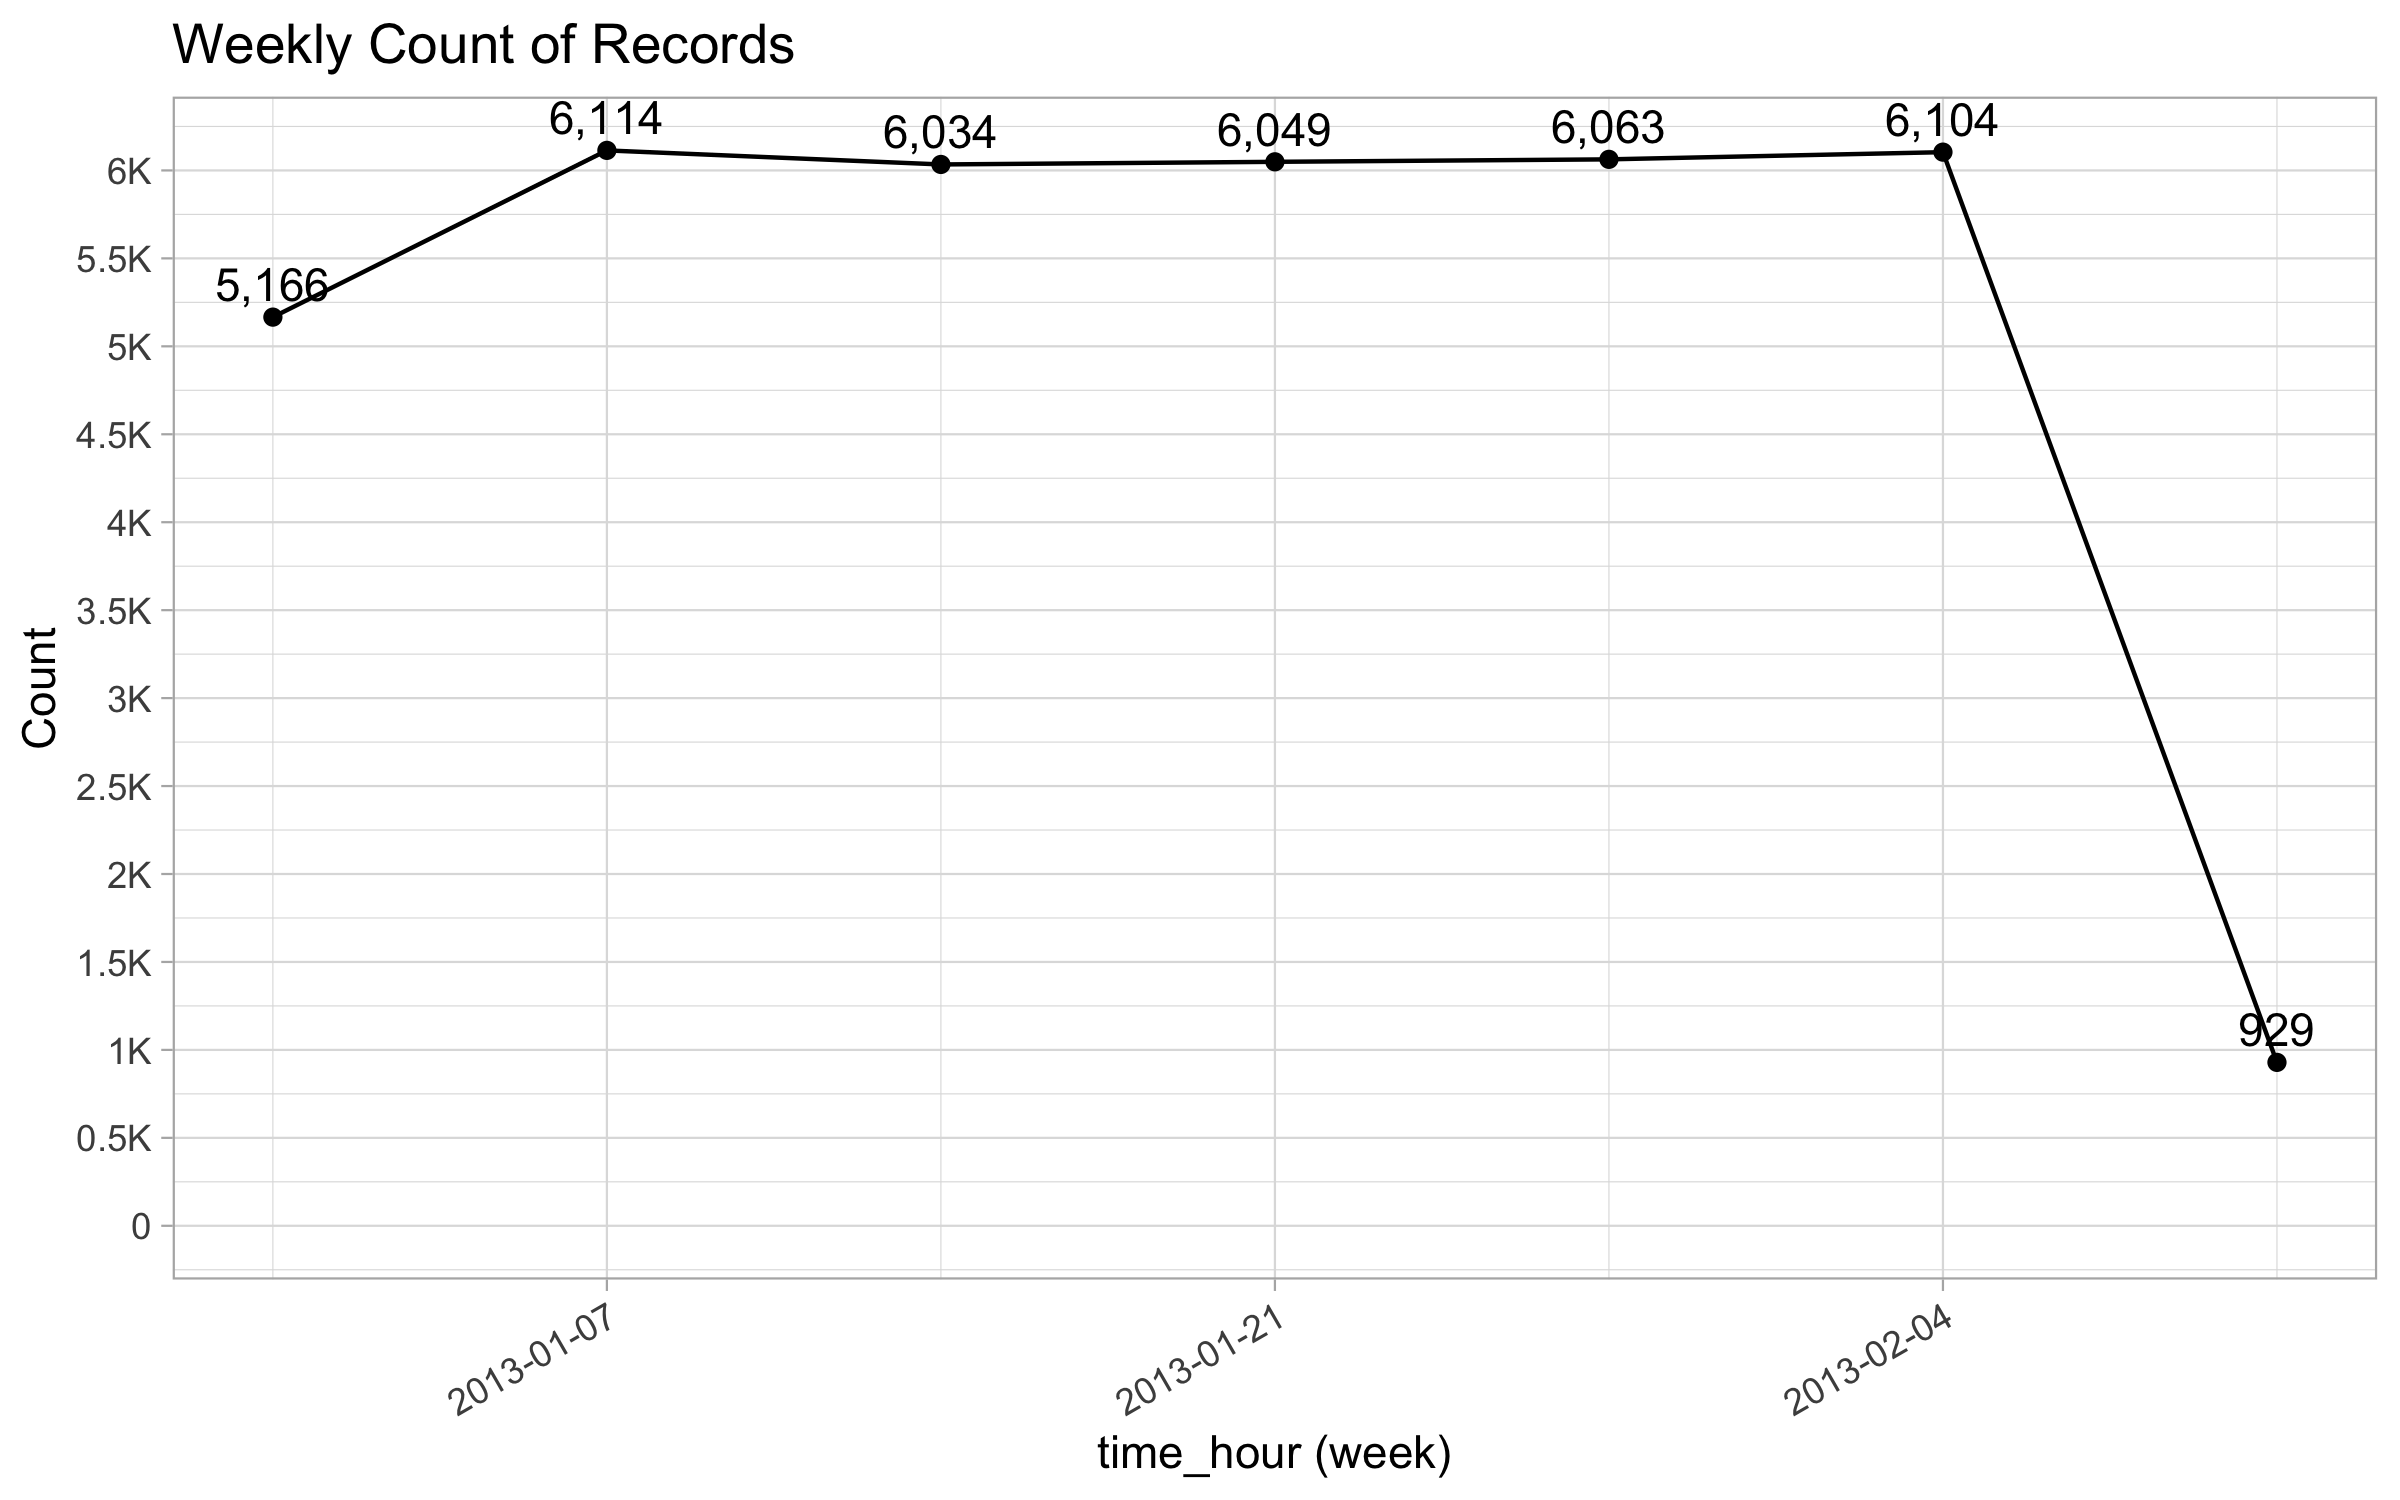 Weekly Count of Records
6,114
6,034
6,049
6,063
6,104
5,166
929
6K
5.5K
5K
4.5K
4K
3.5K
3K
2.5K
2K
1.5K
1K
0.5K
0
Count
2013-01-07
2013-01-21
2013-02-04
time_hour (week)